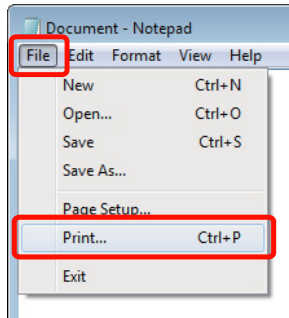 Document - Notepad
File Edit Format View Help
New Ctrl+N
Open... Ctrl+O
Save Ctrl+S
Save As...
Page Setup...
Print... Ctrl+P
Exit